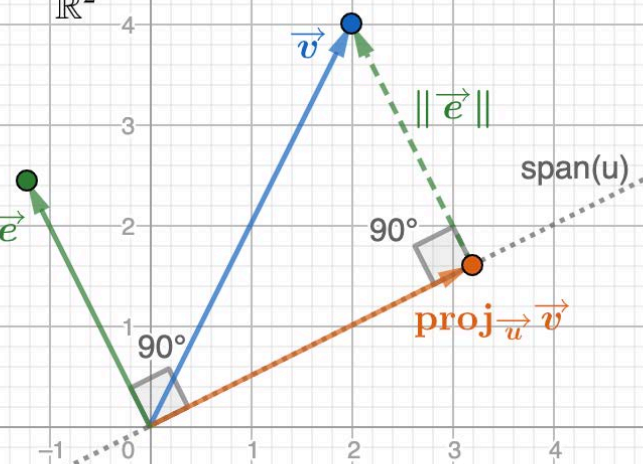 ℝ²
4
v⃗
‖ e⃗ ‖
3
span(u)
2
90°
e⃗
proj_u⃗ v⃗
1
90°
−1 0 1 2 3 4